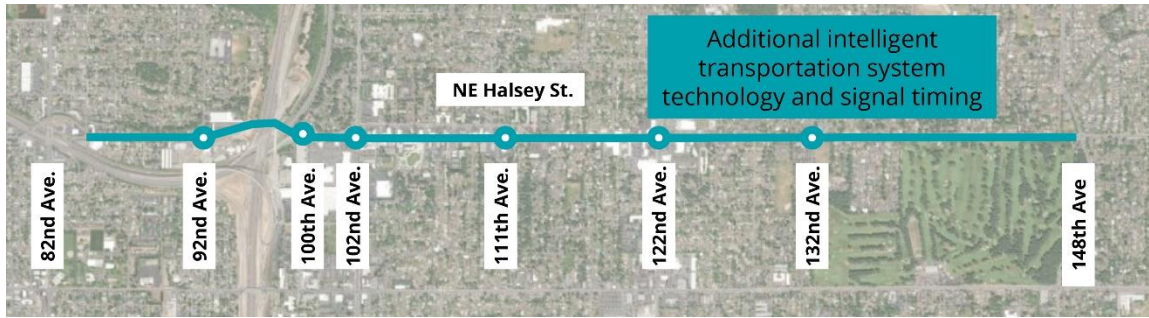 Additional intelligent
transportation system
technology and signal timing
NE Halsey St.
82nd Ave.
92nd Ave.
100th Ave.
102nd Ave.
111th Ave.
122nd Ave.
132nd Ave.
148th Ave